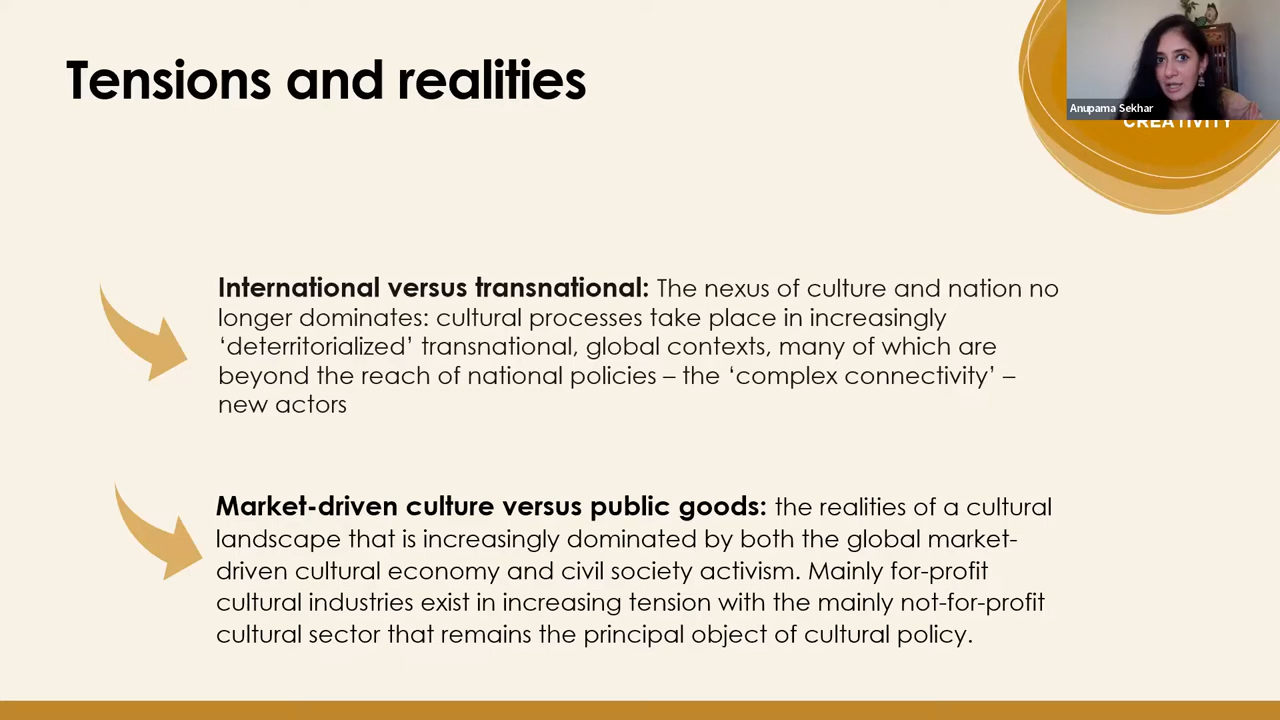 Tensions and realities
Anupama Sekhar
CREATIVITY
International versus transnational: The nexus of culture and nation no
longer dominates: cultural processes take place in increasingly
‘deterritorialized’ transnational, global contexts, many of which are
beyond the reach of national policies – the ‘complex connectivity’ –
new actors
Market-driven culture versus public goods: the realities of a cultural
landscape that is increasingly dominated by both the global market-
driven cultural economy and civil society activism. Mainly for-profit
cultural industries exist in increasing tension with the mainly not-for-profit
cultural sector that remains the principal object of cultural policy.